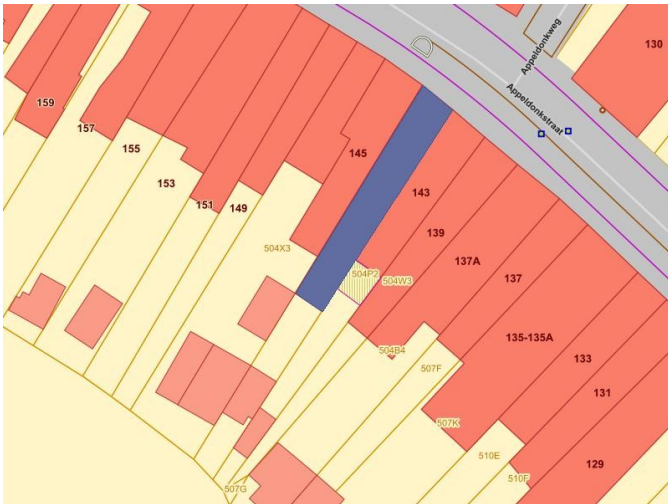 Appeldonkweg
130
Appeldonkstraat
159
157
155
153
151
149
145
143
139
137A
137
135-135A
133
131
129
504X3
504P2
504W3
504B4
507F
507K
510E
510F
507G